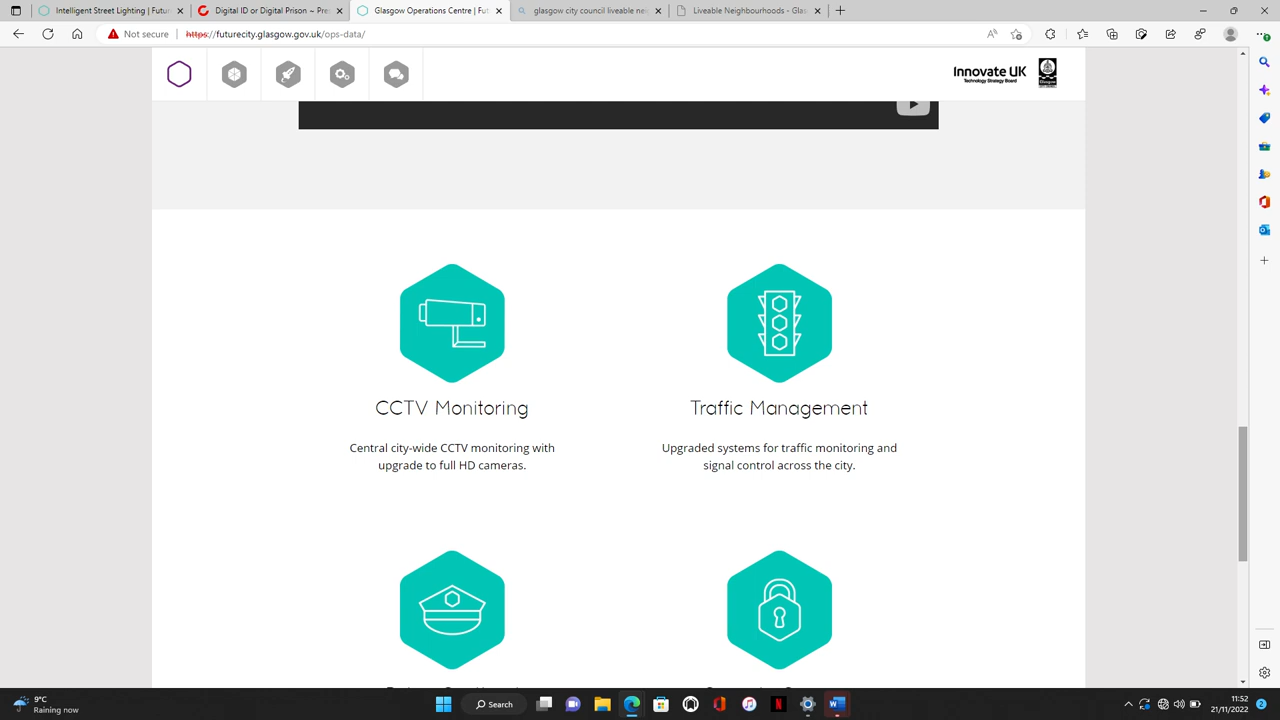 Intelligent Street Lighting | Futur
Digital ID or Digital Prison ~ Pre
Glasgow Operations Centre | Fut
glasgow city council liveable nei
Liveable Neighbourhoods - Glas
Not secure
https://futurecity.glasgow.gov.uk/ops-data/
Innovate UK
Technology Strategy Board
CCTV Monitoring
Central city-wide CCTV monitoring with
upgrade to full HD cameras.
Traffic Management
Upgraded systems for traffic monitoring and
signal control across the city.
9°C
Raining now
Search
11:52
21/11/2022
2